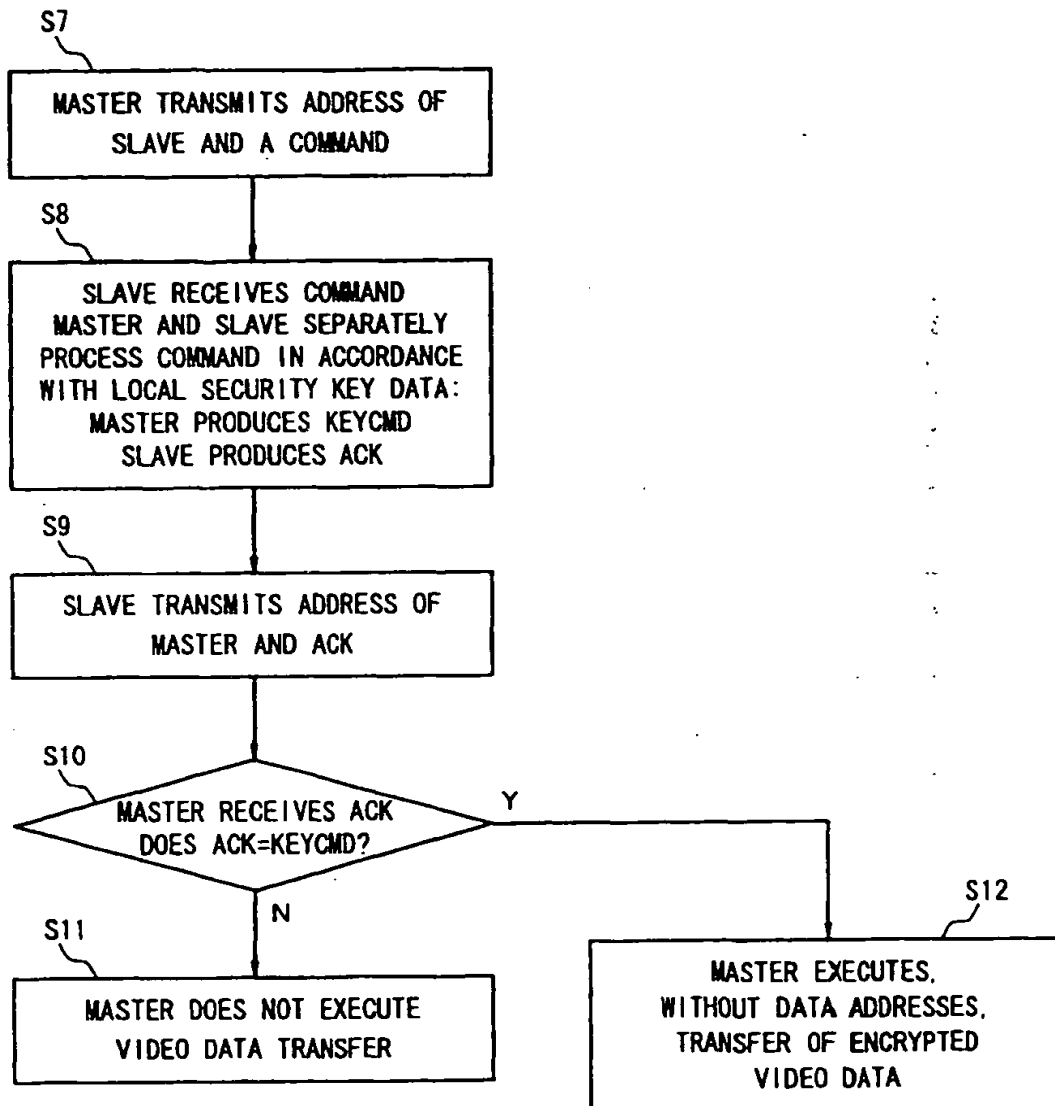 S7
MASTER TRANSMITS ADDRESS OF
SLAVE AND A COMMAND
S8
SLAVE RECEIVES COMMAND
MASTER AND SLAVE SEPARATELY
PROCESS COMMAND IN ACCORDANCE
WITH LOCAL SECURITY KEY DATA:
MASTER PRODUCES KEYCMD
SLAVE PRODUCES ACK
S9
SLAVE TRANSMITS ADDRESS OF
MASTER AND ACK
S10
MASTER RECEIVES ACK
DOES ACK=KEYCMD?
Y
N
S11
MASTER DOES NOT EXECUTE
VIDEO DATA TRANSFER
S12
MASTER EXECUTES,
WITHOUT DATA ADDRESSES,
TRANSFER OF ENCRYPTED
VIDEO DATA